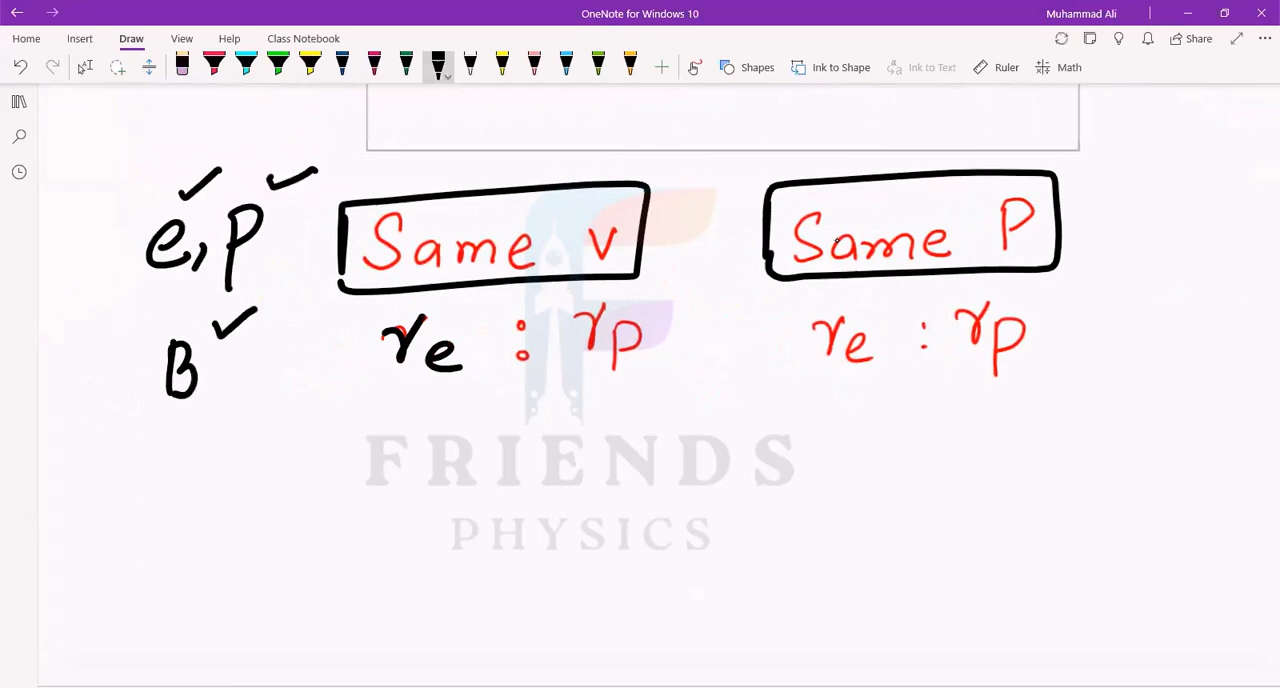 OneNote for Windows 10
Muhammad Ali
Home Insert Draw View Help Class Notebook
Share
Shapes Ink to Shape Ink to Text Ruler Math
e, p Same v Same P
B re : rp re : rp
FRIENDS
PHYSICS